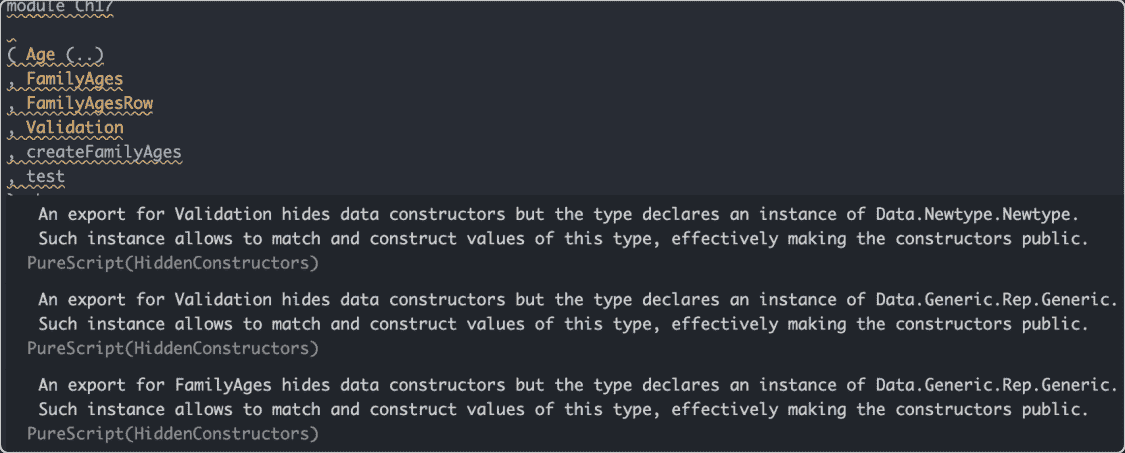 module Ch17
( Age (..)
, FamilyAges
, FamilyAgesRow
, Validation
, createFamilyAges
, test
An export for Validation hides data constructors but the type declares an instance of Data.Newtype.Newtype.
Such instance allows to match and construct values of this type, effectively making the constructors public.
PureScript(HiddenConstructors)
An export for Validation hides data constructors but the type declares an instance of Data.Generic.Rep.Generic.
Such instance allows to match and construct values of this type, effectively making the constructors public.
PureScript(HiddenConstructors)
An export for FamilyAges hides data constructors but the type declares an instance of Data.Generic.Rep.Generic.
Such instance allows to match and construct values of this type, effectively making the constructors public.
PureScript(HiddenConstructors)